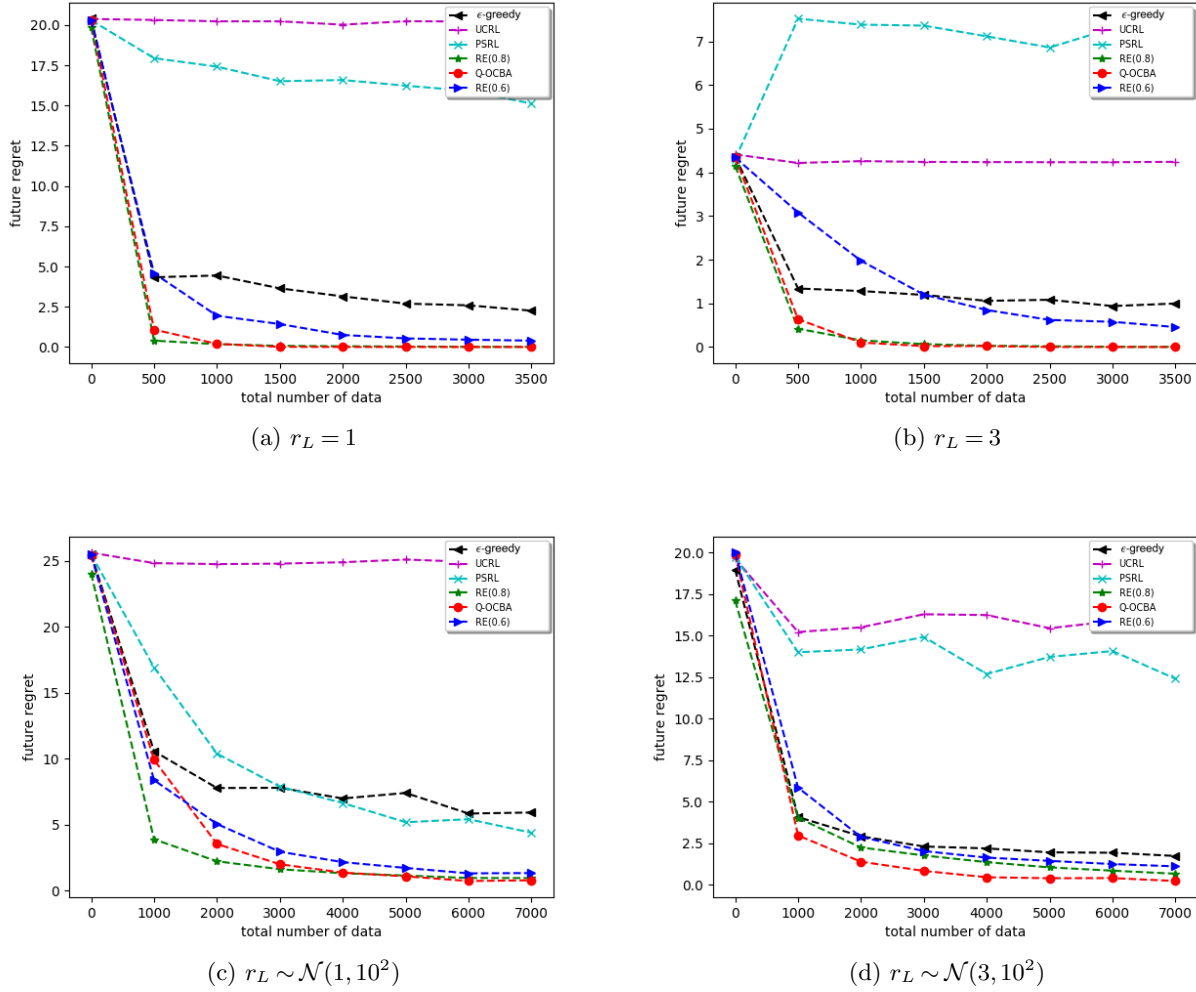 20.0
17.5
15.0
12.5
10.0
7.5
5.0
2.5
0.0
future regret
ϵ-greedy
UCRL
PSRL
RE(0.8)
Q-OCBA
RE(0.6)
0 500 1000 1500 2000 2500 3000 3500
total number of data
(a) r_L = 1
7
6
5
4
3
2
1
0
future regret
ϵ-greedy
UCRL
PSRL
RE(0.8)
Q-OCBA
RE(0.6)
0 500 1000 1500 2000 2500 3000 3500
total number of data
(b) r_L = 3
25
20
15
10
5
0
future regret
ϵ-greedy
UCRL
PSRL
RE(0.8)
Q-OCBA
RE(0.6)
0 1000 2000 3000 4000 5000 6000 7000
total number of data
(c) r_L ∼ 𝒩(1, 10²)
20.0
17.5
15.0
12.5
10.0
7.5
5.0
2.5
0.0
future regret
ϵ-greedy
UCRL
PSRL
RE(0.8)
Q-OCBA
RE(0.6)
0 1000 2000 3000 4000 5000 6000 7000
total number of data
(d) r_L ∼ 𝒩(3, 10²)